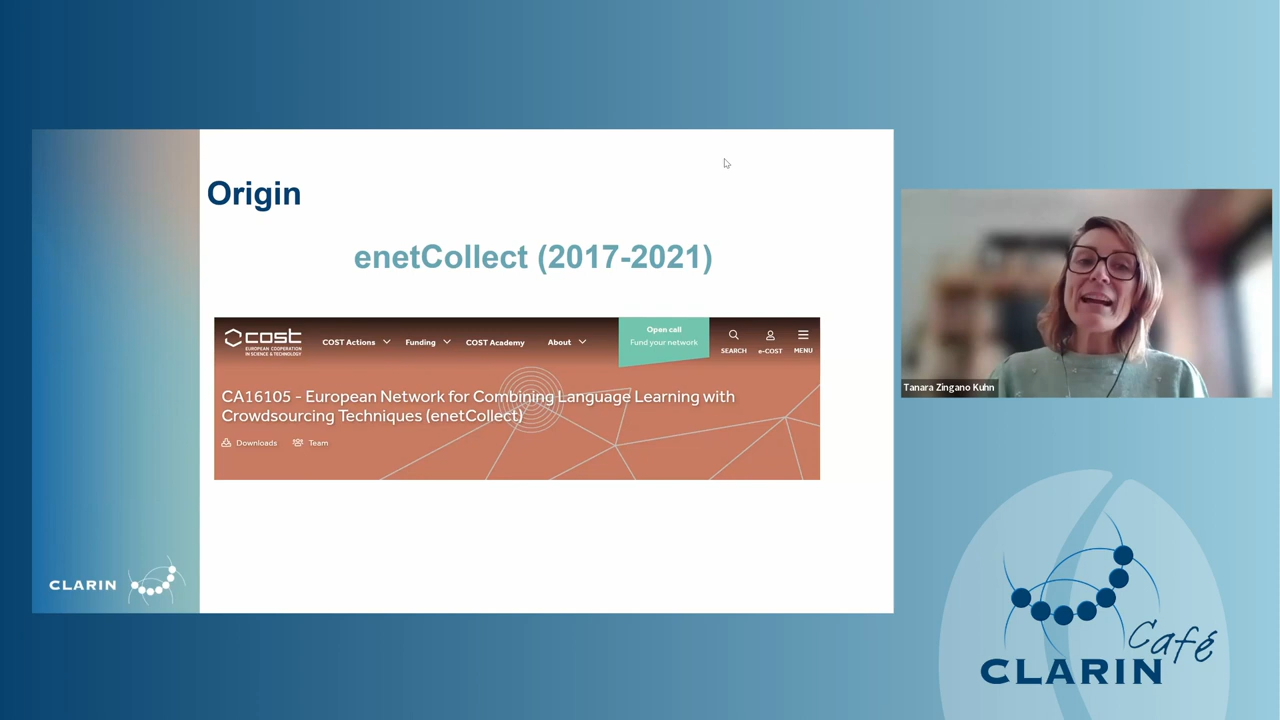 Origin
enetCollect (2017-2021)
cost
EUROPEAN COOPERATION
IN SCIENCE & TECHNOLOGY
COST Actions
Funding
COST Academy
About
Open call
Fund your network
SEARCH
e-COST
MENU
CA16105 - European Network for Combining Language Learning with
Crowdsourcing Techniques (enetCollect)
Downloads
Team
CLARIN
Tanara Zingano Kuhn
Café
CLARIN